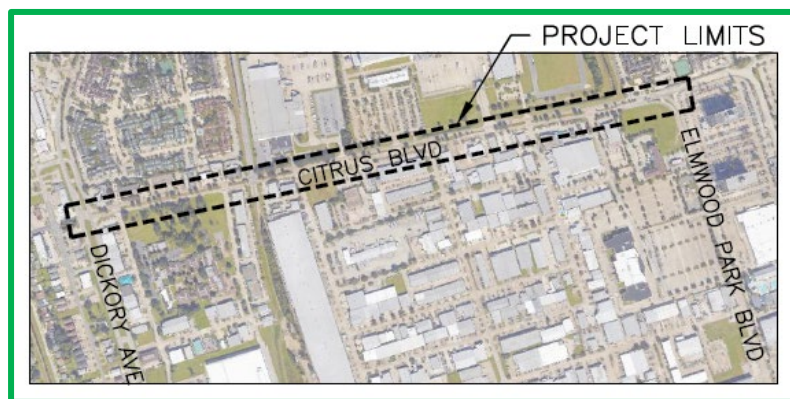 PROJECT LIMITS
CITRUS BLVD
ELMWOOD PARK BLVD
DICKORY AVE